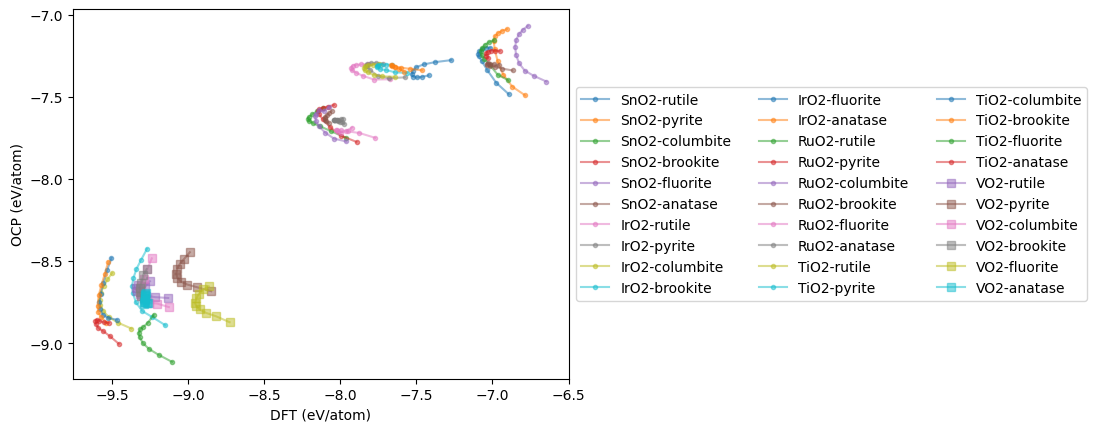 −7.0
−7.5
−8.0
−8.5
−9.0
OCP (eV/atom)
−9.5 −9.0 −8.5 −8.0 −7.5 −7.0 −6.5
DFT (eV/atom)
SnO2-rutile
SnO2-pyrite
SnO2-columbite
SnO2-brookite
SnO2-fluorite
SnO2-anatase
IrO2-rutile
IrO2-pyrite
IrO2-columbite
IrO2-brookite
IrO2-fluorite
IrO2-anatase
RuO2-rutile
RuO2-pyrite
RuO2-columbite
RuO2-brookite
RuO2-fluorite
RuO2-anatase
TiO2-rutile
TiO2-pyrite
TiO2-columbite
TiO2-brookite
TiO2-fluorite
TiO2-anatase
VO2-rutile
VO2-pyrite
VO2-columbite
VO2-brookite
VO2-fluorite
VO2-anatase